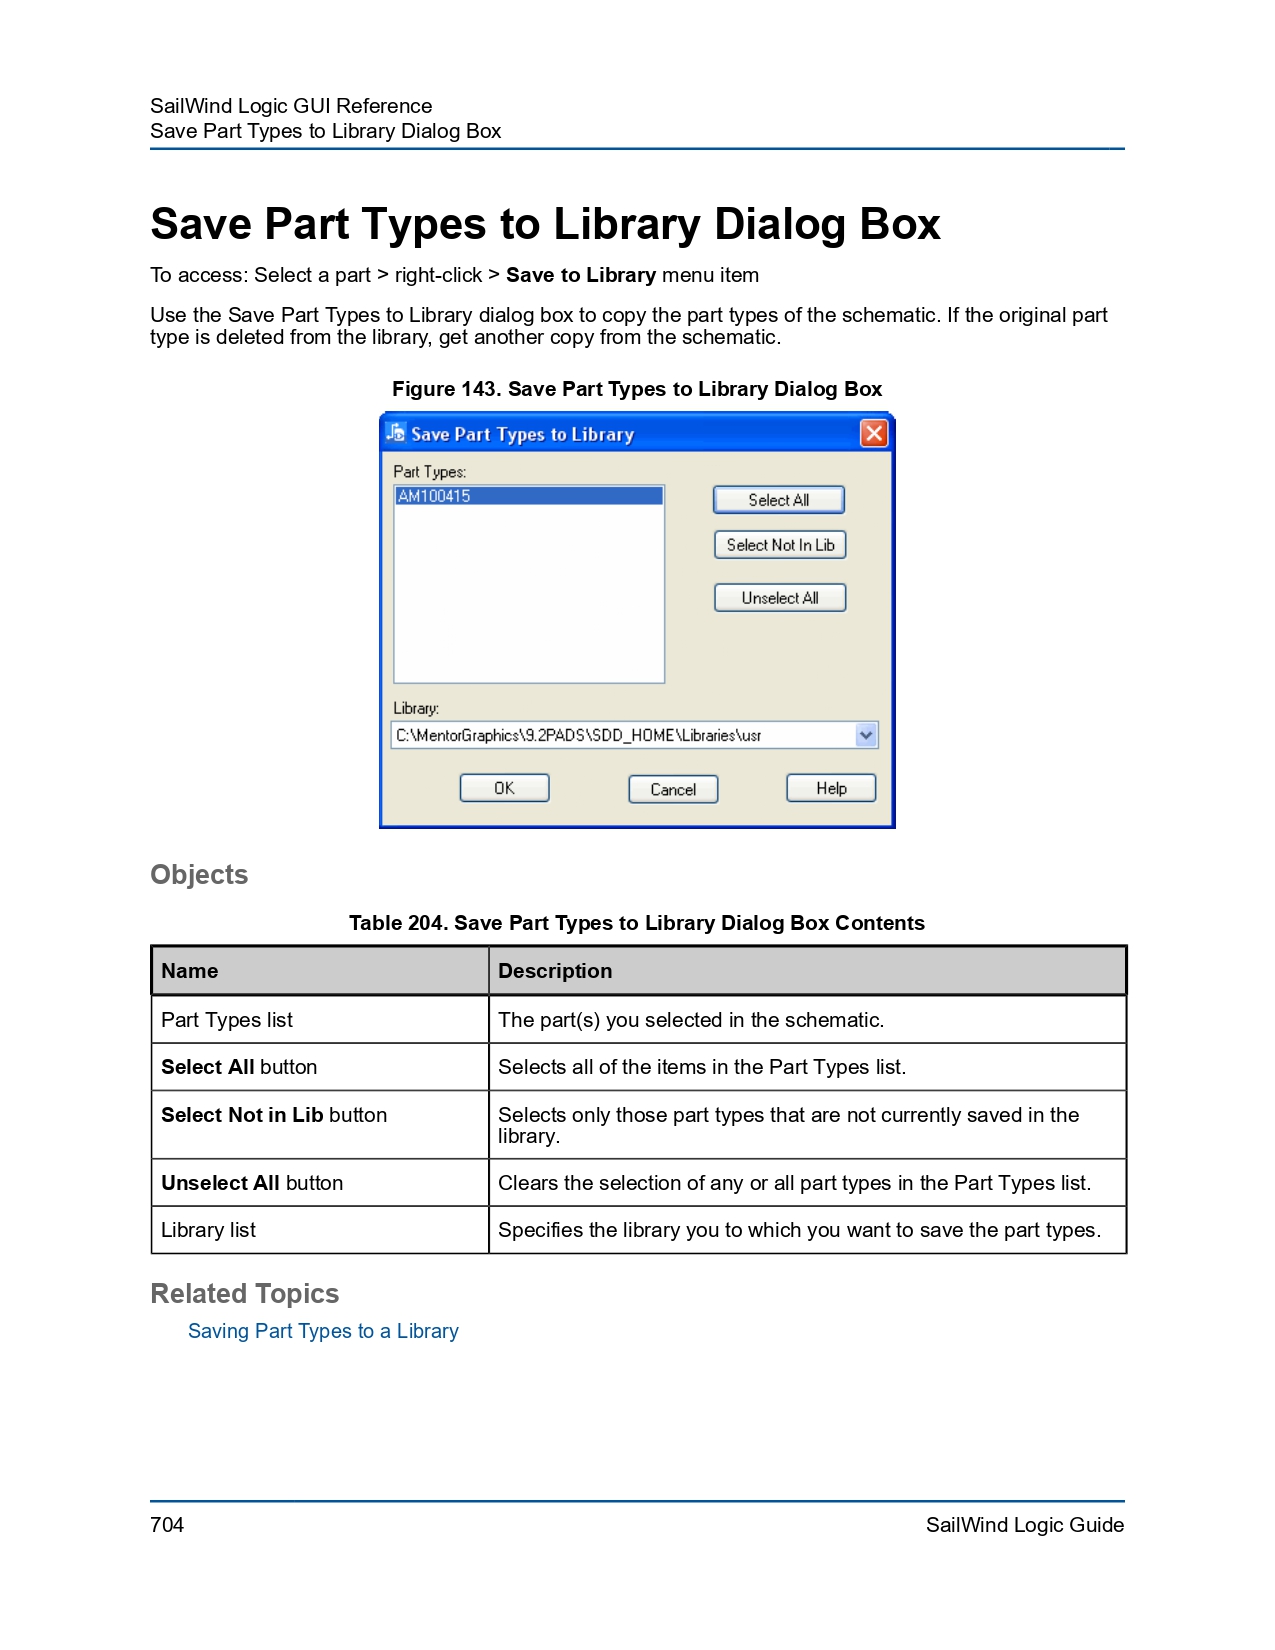 SailWind Logic GUI Reference
Save Part Types to Library Dialog Box
Save Part Types to Library Dialog Box
To access: Select a part > right-click > Save to Library menu item
Use the Save Part Types to Library dialog box to copy the part types of the schematic. If the original part
type is deleted from the library, get another copy from the schematic.
Figure 143. Save Part Types to Library Dialog Box
Save Part Types to Library
Part Types:
AM100415
Select All
Select Not In Lib
Unselect All
Library:
C:\MentorGraphics\9.2PADS\SDD_HOME\Libraries\usr
OK Cancel Help
Objects
Table 204. Save Part Types to Library Dialog Box Contents
Name Description
Part Types list The part(s) you selected in the schematic.
Select All button Selects all of the items in the Part Types list.
Select Not in Lib button Selects only those part types that are not currently saved in the
library.
Unselect All button Clears the selection of any or all part types in the Part Types list.
Library list Specifies the library you to which you want to save the part types.
Related Topics
Saving Part Types to a Library
704 SailWind Logic Guide